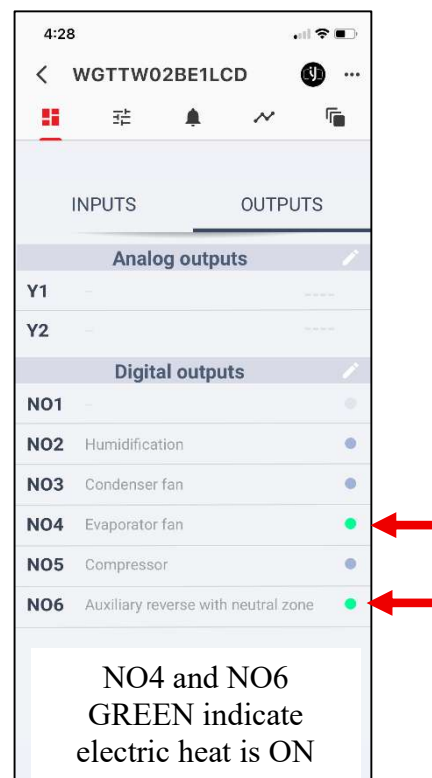 4:28
WGTTW02BE1LCD
INPUTS OUTPUTS
Analog outputs
Y1 – ----
Y2 – ----
Digital outputs
NO1 –
NO2 Humidification
NO3 Condenser fan
NO4 Evaporator fan
NO5 Compressor
NO6 Auxiliary reverse with neutral zone
NO4 and NO6
GREEN indicate
electric heat is ON